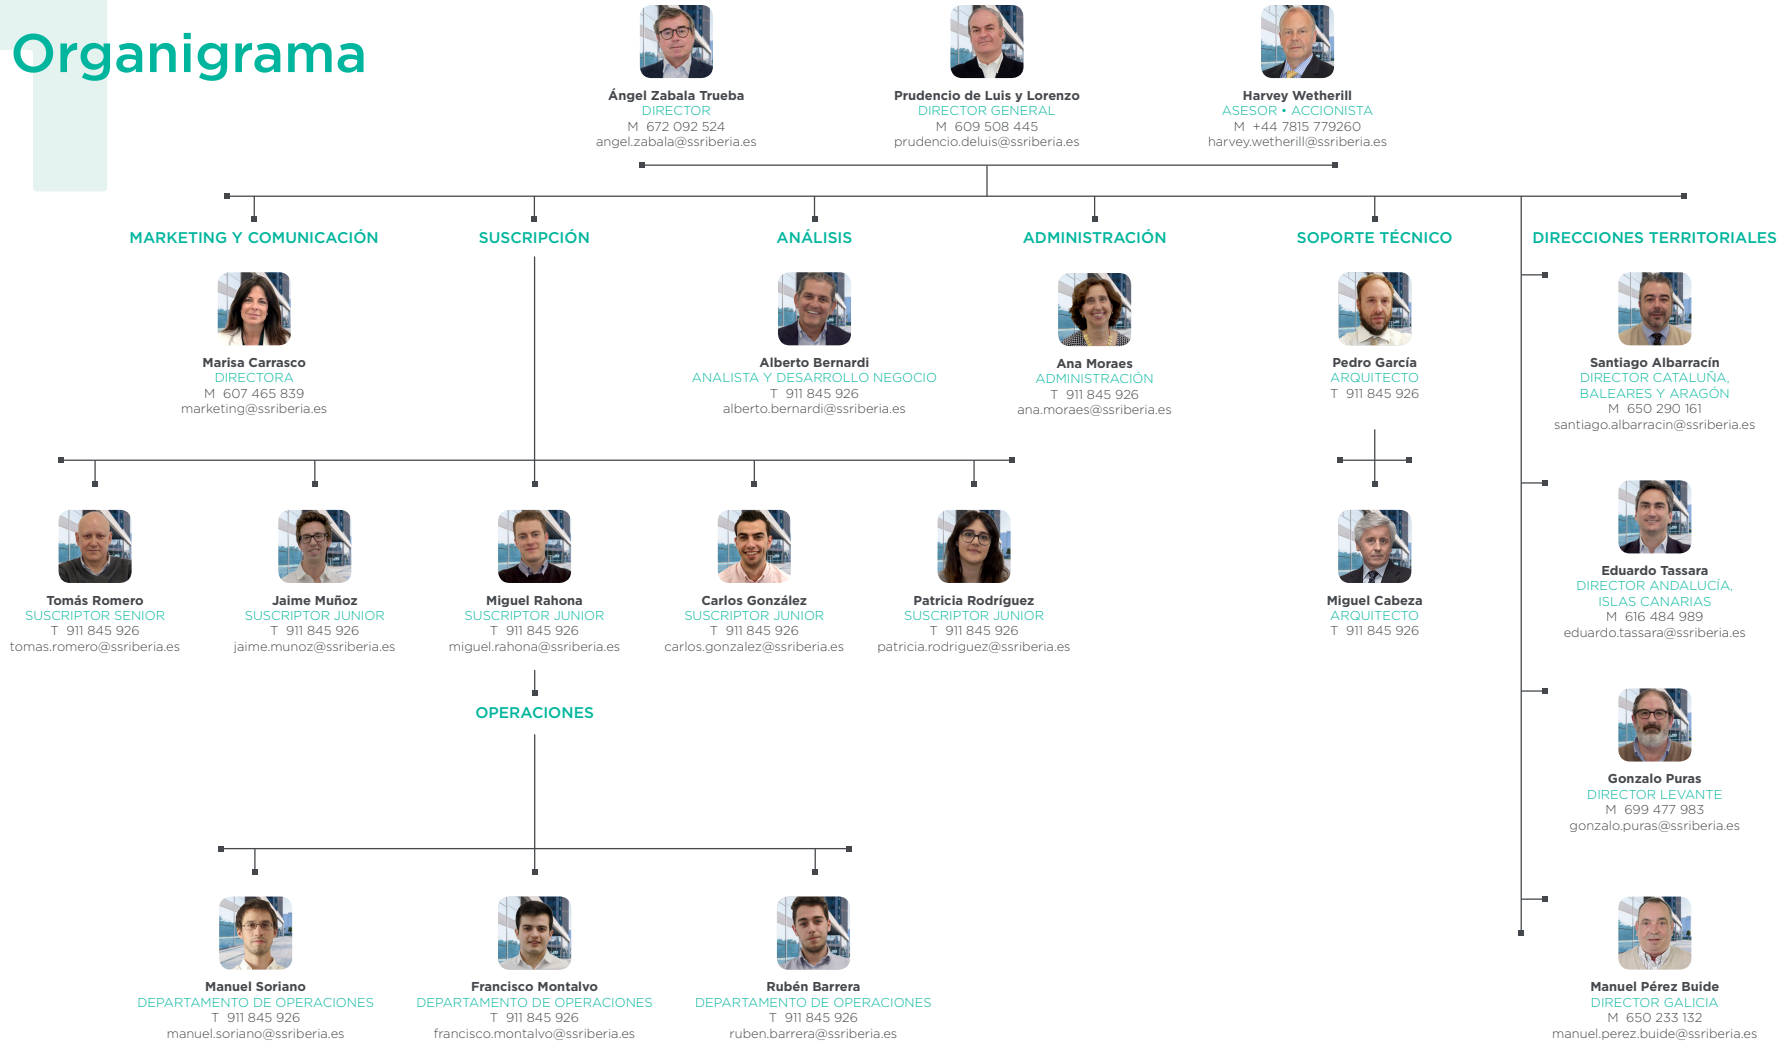 Organigrama
Ángel Zabala Trueba
DIRECTOR
M 672 092 524
angel.zabala@ssriberia.es
Prudencio de Luis y Lorenzo
DIRECTOR GENERAL
M 609 508 445
prudencio.deluis@ssriberia.es
Harvey Wetherill
ASESOR • ACCIONISTA
M +44 7815 779260
harvey.wetherill@ssriberia.es
MARKETING Y COMUNICACIÓN
SUSCRIPCIÓN
ANÁLISIS
ADMINISTRACIÓN
SOPORTE TÉCNICO
DIRECCIONES TERRITORIALES
Marisa Carrasco
DIRECTORA
M 607 465 839
marketing@ssriberia.es
Alberto Bernardi
ANALISTA Y DESARROLLO NEGOCIO
T 911 845 926
alberto.bernardi@ssriberia.es
Ana Moraes
ADMINISTRACIÓN
T 911 845 926
ana.moraes@ssriberia.es
Pedro García
ARQUITECTO
T 911 845 926
Santiago Albarracín
DIRECTOR CATALUÑA,
BALEARES Y ARAGÓN
M 650 290 161
santiago.albarracin@ssriberia.es
Tomás Romero
SUSCRIPTOR SENIOR
T 911 845 926
tomas.romero@ssriberia.es
Jaime Muñoz
SUSCRIPTOR JUNIOR
T 911 845 926
jaime.munoz@ssriberia.es
Miguel Rahona
SUSCRIPTOR JUNIOR
T 911 845 926
miguel.rahona@ssriberia.es
Carlos González
SUSCRIPTOR JUNIOR
T 911 845 926
carlos.gonzalez@ssriberia.es
Patricia Rodríguez
SUSCRIPTOR JUNIOR
T 911 845 926
patricia.rodriguez@ssriberia.es
Miguel Cabeza
ARQUITECTO
T 911 845 926
Eduardo Tassara
DIRECTOR ANDALUCÍA,
ISLAS CANARIAS
M 616 484 989
eduardo.tassara@ssriberia.es
OPERACIONES
Gonzalo Puras
DIRECTOR LEVANTE
M 699 477 983
gonzalo.puras@ssriberia.es
Manuel Soriano
DEPARTAMENTO DE OPERACIONES
T 911 845 926
manuel.soriano@ssriberia.es
Francisco Montalvo
DEPARTAMENTO DE OPERACIONES
T 911 845 926
francisco.montalvo@ssriberia.es
Rubén Barrera
DEPARTAMENTO DE OPERACIONES
T 911 845 926
ruben.barrera@ssriberia.es
Manuel Pérez Buide
DIRECTOR GALICIA
M 650 233 132
manuel.perez.buide@ssriberia.es